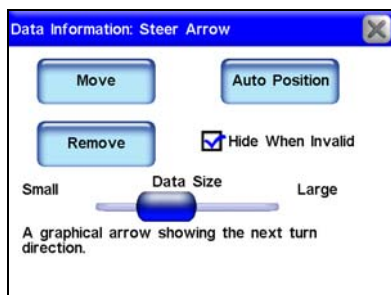 Data Information: Steer Arrow
Move
Auto Position
Remove
Hide When Invalid
Small
Data Size
Large
A graphical arrow showing the next turn
direction.